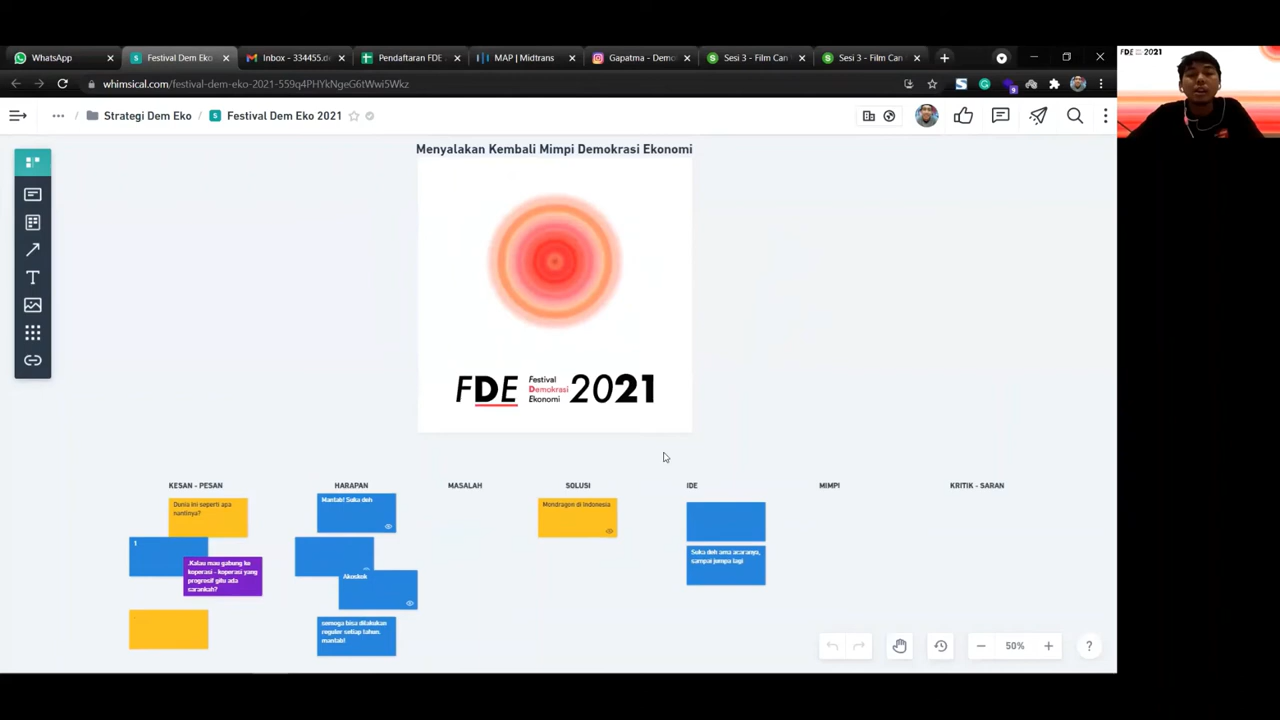 WhatsApp
Festival Dem Eko
Inbox - 334455.de
Pendaftaran FDE
MAP | Midtrans
Gapatma - Demo
Sesi 3 - Film Can
Sesi 3 - Film Can
FDE 2021
whimsical.com/festival-dem-eko-2021-559q4PHYkNgeG6tWwi5Wkz
Strategi Dem Eko / Festival Dem Eko 2021
Menyalakan Kembali Mimpi Demokrasi Ekonomi
FDE Festival Demokrasi Ekonomi 2021
KESAN - PESAN
HARAPAN
MASALAH
SOLUSI
IDE
MIMPI
KRITIK - SARAN
Dunia ini seperti apa
nantinya?
1
.Kalau mau gabung ke
koperasi - koperasi yang
progresif gitu ada
sarankah?
Mantab! Suka deh
Akoskok
semoga bisa dilakukan
reguler setiap tahun.
mantab!
Mondragon di Indonesia
Suka deh ama acaranya,
sampai jumpa lagi
50%